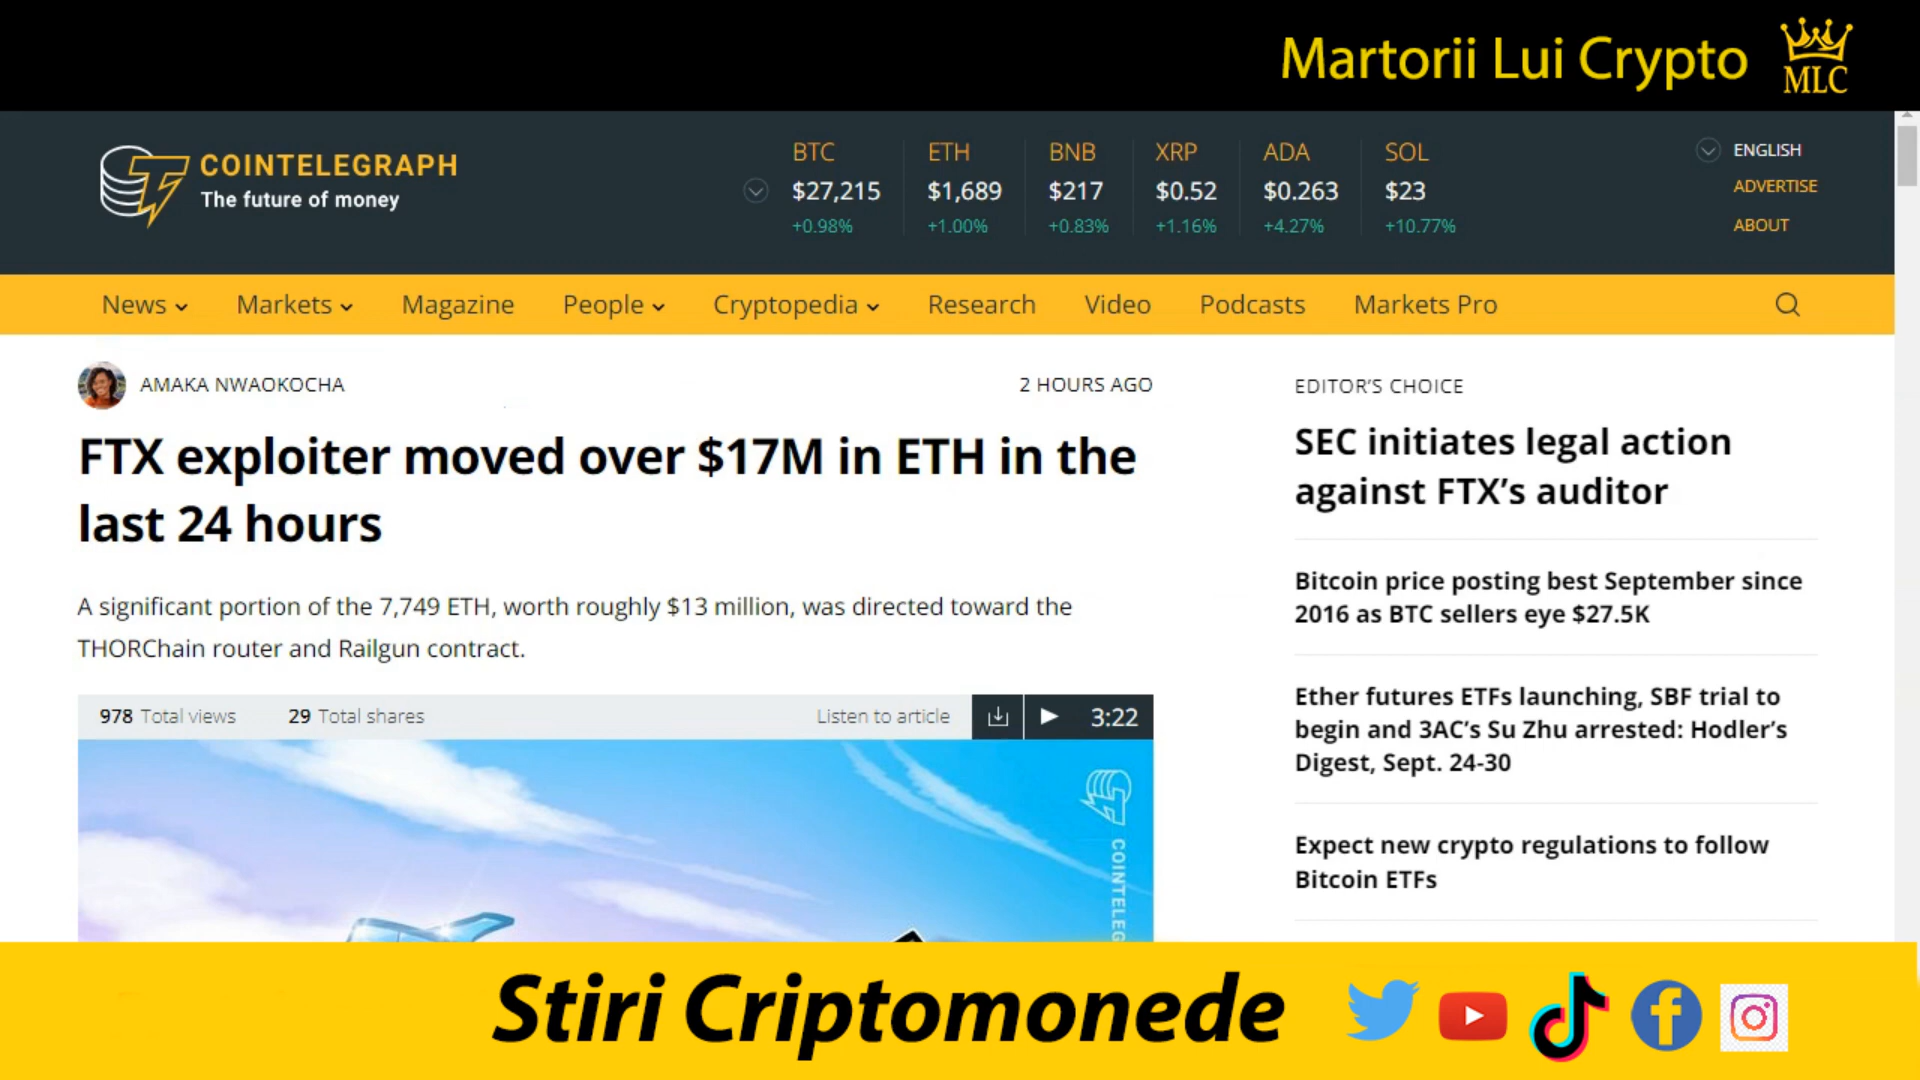 Martorii Lui Crypto
MLC
COINTELEGRAPH
The future of money
BTC
$27,215
+0.98%
ETH
$1,689
+1.00%
BNB
$217
+0.83%
XRP
$0.52
+1.16%
ADA
$0.263
+4.27%
SOL
$23
+10.77%
ENGLISH
ADVERTISE
ABOUT
News Markets Magazine People Cryptopedia Research Video Podcasts Markets Pro
AMAKA NWAOKOCHA
2 HOURS AGO
FTX exploiter moved over $17M in ETH in the
last 24 hours
A significant portion of the 7,749 ETH, worth roughly $13 million, was directed toward the
THORChain router and Railgun contract.
978 Total views 29 Total shares Listen to article 3:22
COINTELEG
EDITOR'S CHOICE
SEC initiates legal action
against FTX's auditor
Bitcoin price posting best September since
2016 as BTC sellers eye $27.5K
Ether futures ETFs launching, SBF trial to
begin and 3AC's Su Zhu arrested: Hodler's
Digest, Sept. 24-30
Expect new crypto regulations to follow
Bitcoin ETFs
Stiri Criptomonede